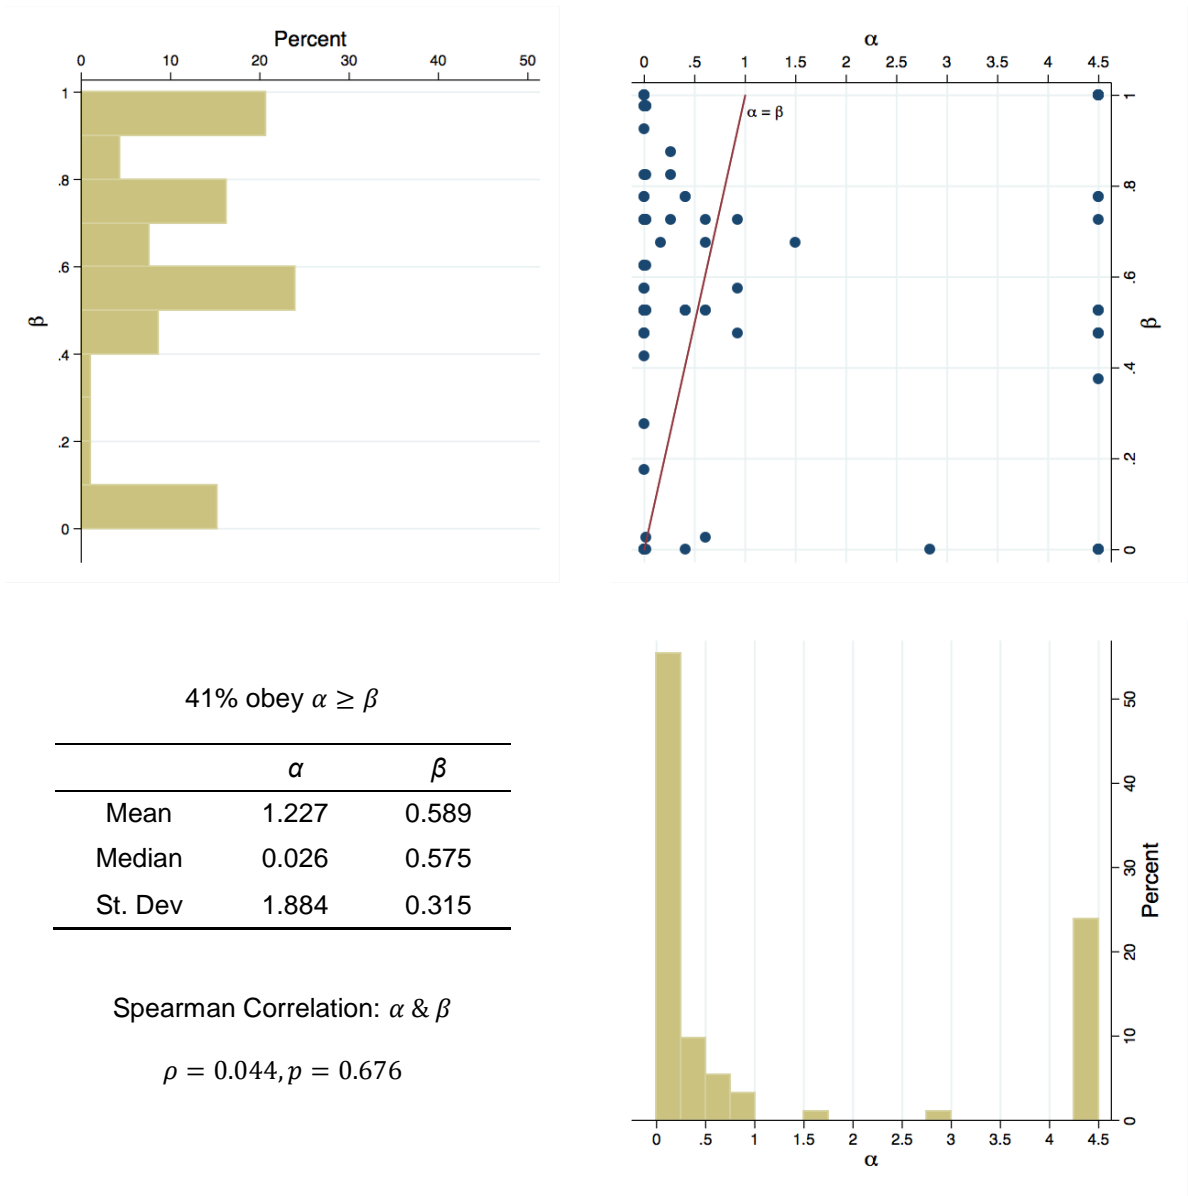 Percent
0 10 20 30 40 50
1
.8
.6
.4
.2
0
β
α
0 .5 1 1.5 2 2.5 3 3.5 4 4.5
α = β
1
.8
.6
.4
.2
0
β
41% obey α ≥ β
α β
Mean 1.227 0.589
Median 0.026 0.575
St. Dev 1.884 0.315
Spearman Correlation: α & β
ρ = 0.044, p = 0.676
50
40
30
20
10
0
Percent
0 .5 1 1.5 2 2.5 3 3.5 4 4.5
α